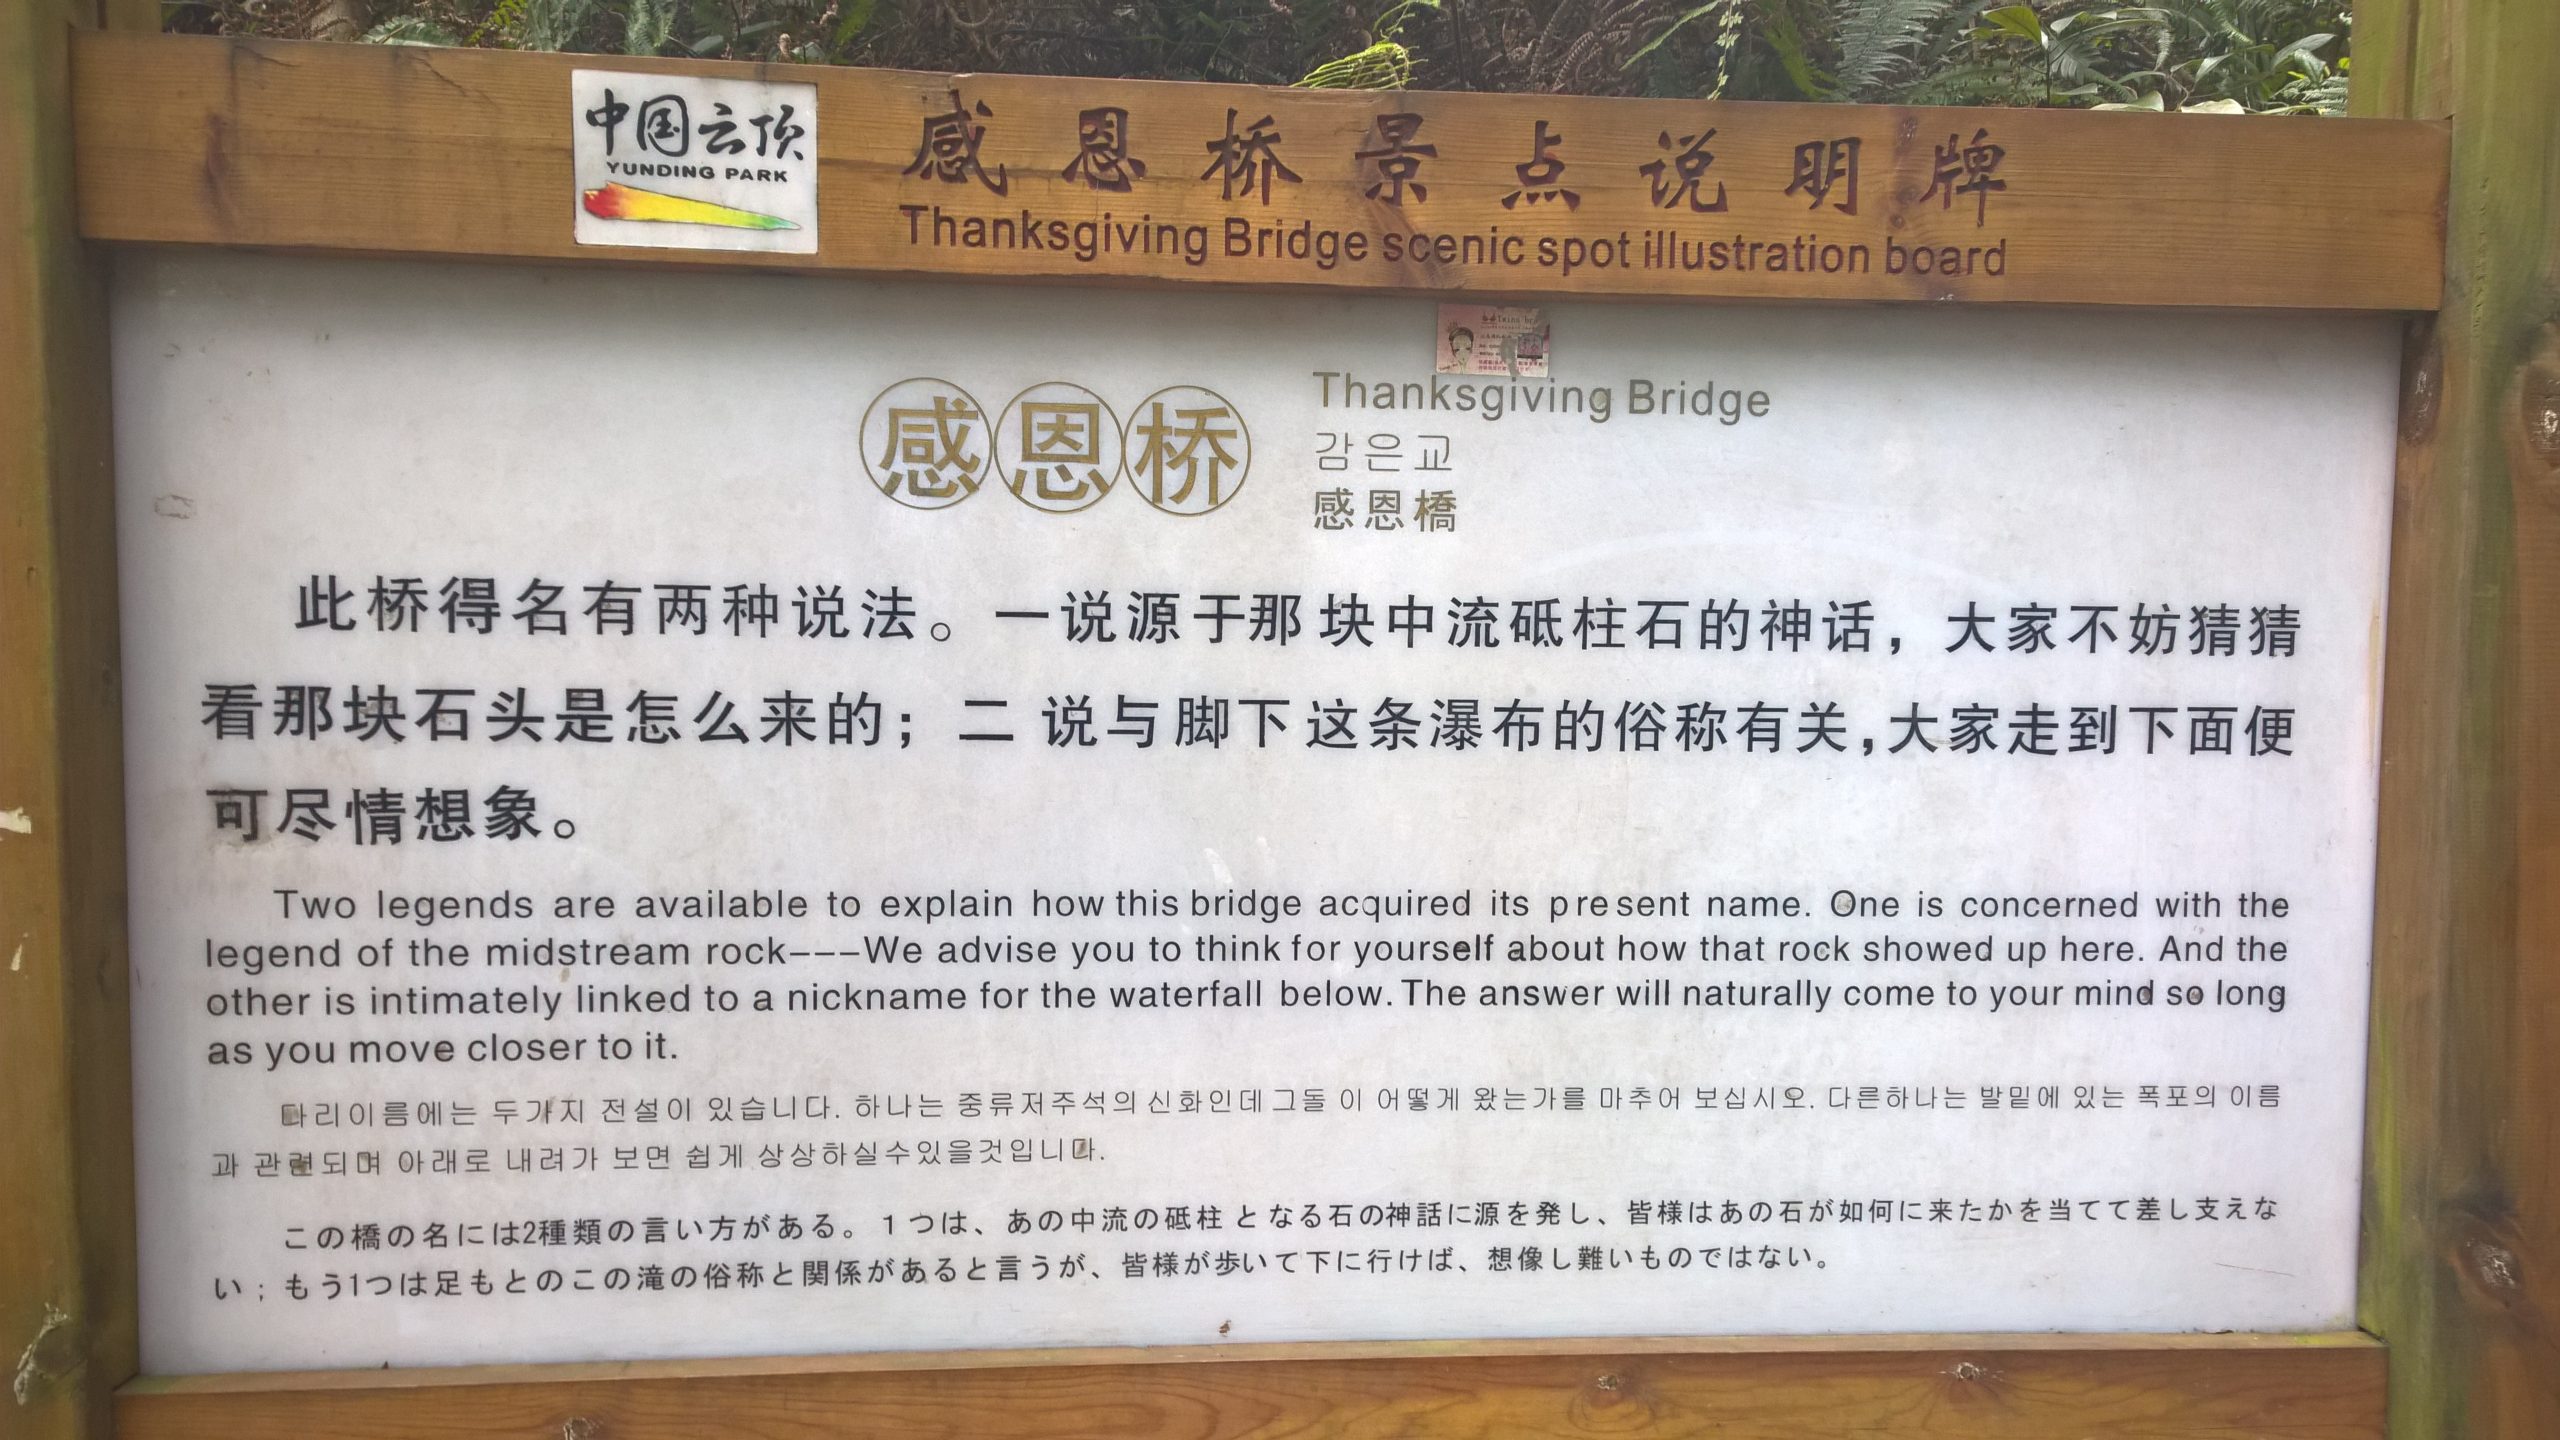 中国云顶
YUNDING PARK
感恩桥景点说明牌
Thanksgiving Bridge scenic spot illustration board
感恩桥
Thanksgiving Bridge
감은교
感恩橋
此桥得名有两种说法。一说源于那块中流砥柱石的神话，大家不妨猜猜
看那块石头是怎么来的；二 说与脚下这条瀑布的俗称有关，大家走到下面便
可尽情想象。
Two legends are available to explain how this bridge acquired its present name. One is concerned with the
legend of the midstream rock---We advise you to think for yourself about how that rock showed up here. And the
other is intimately linked to a nickname for the waterfall below. The answer will naturally come to your mind so long
as you move closer to it.
다리이름에는 두가지 전설이 있습니다. 하나는 중류저주석의 신화인데 그돌 이 어떻게 왔는가를 마추어 보십시오. 다른하나는 발밑에 있는 폭포의 이름
과 관련되며 아래로 내려가 보면 쉽게 상상하실수있을것입니다.
この橋の名には2種類の言い方がある。１つは、あの中流の砥柱 となる石の神話に源を発し、皆様はあの石が如何に来たかを当てて差し支えな
い；もう1つは足もとのこの滝の俗称と関係があると言うが、皆様が歩いて下に行けば、想像し難いものではない。